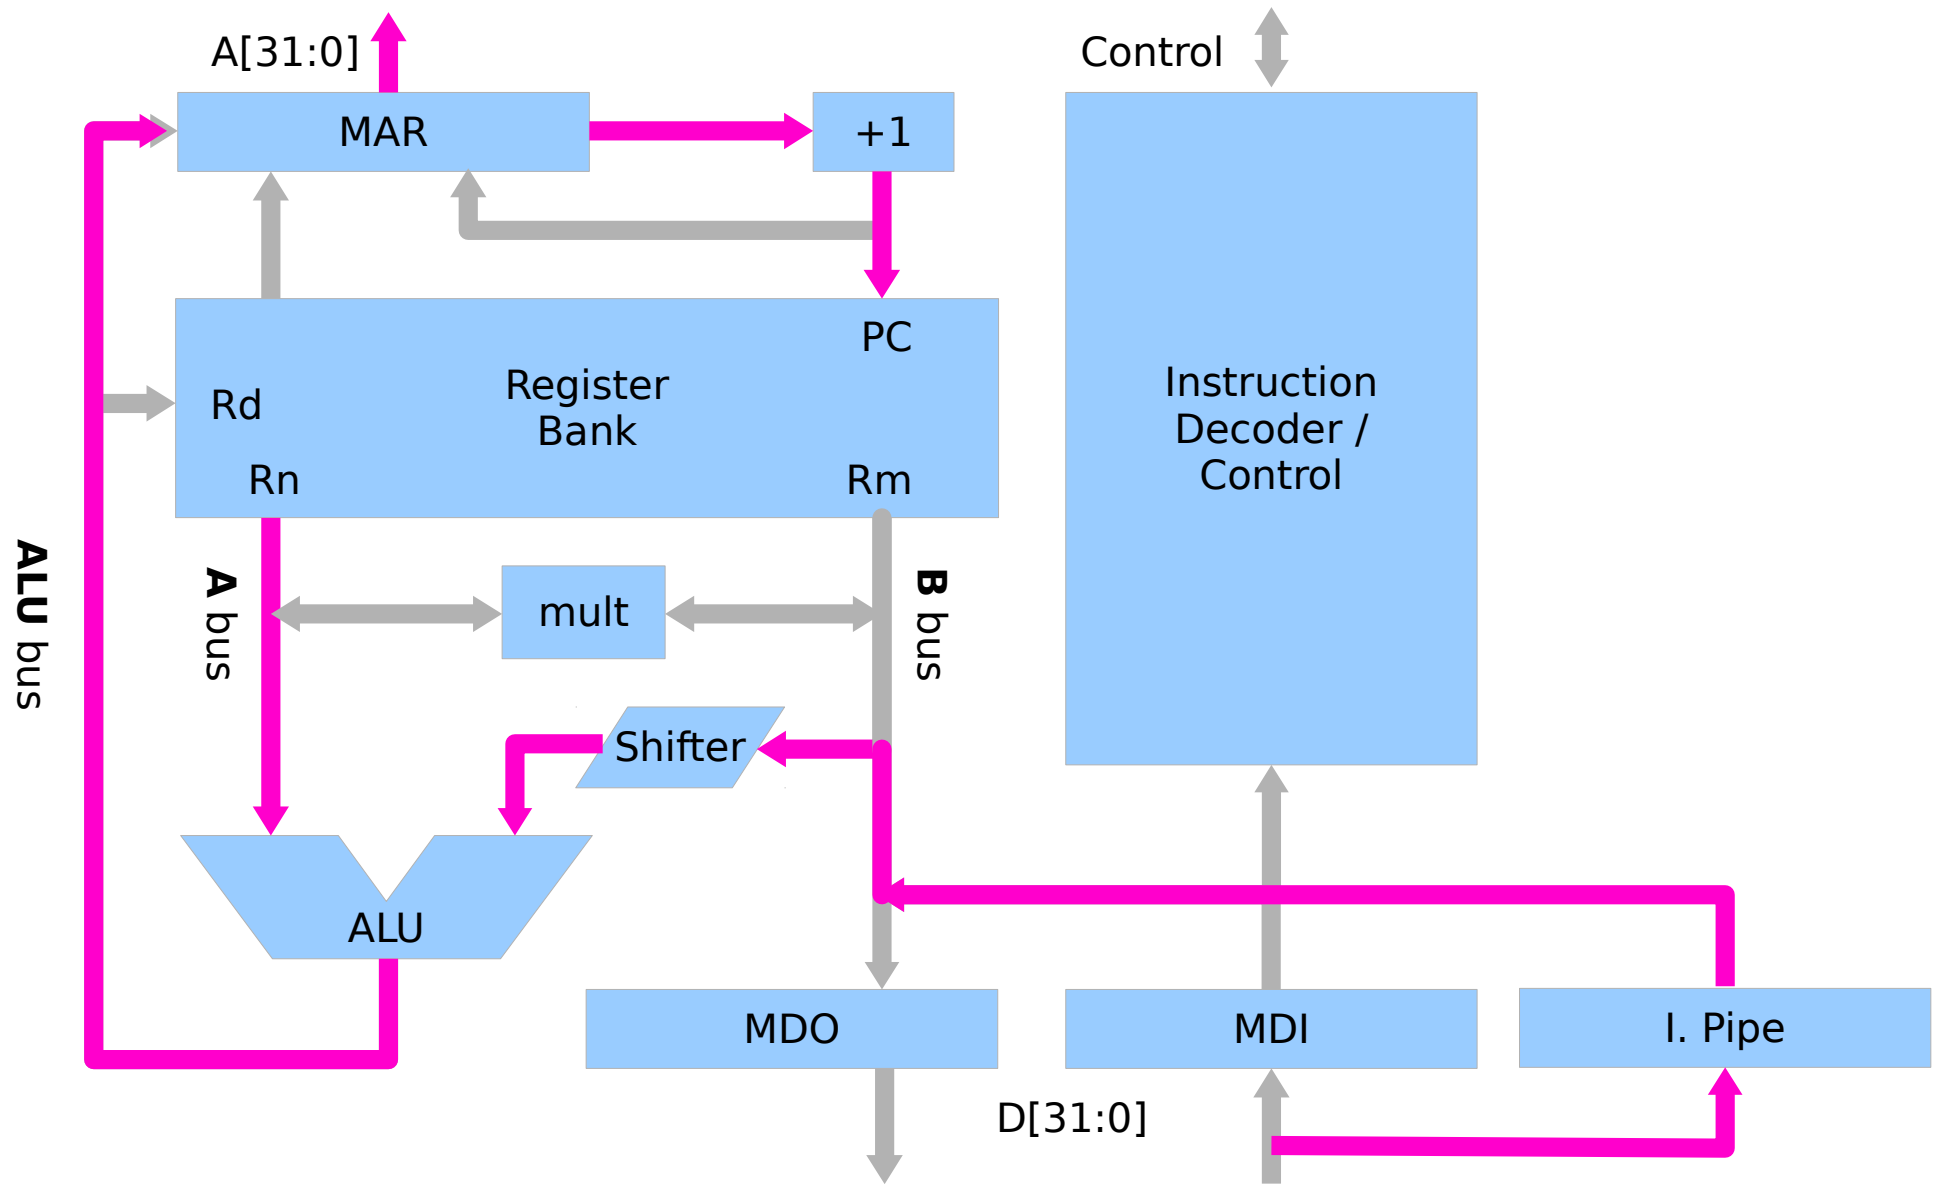 A[31:0]
Control
MAR
+1
PC
Register
Bank
Rd
Rn
Rm
Instruction
Decoder /
Control
ALU bus
A bus
mult
B bus
Shifter
ALU
MDO
MDI
I. Pipe
D[31:0]